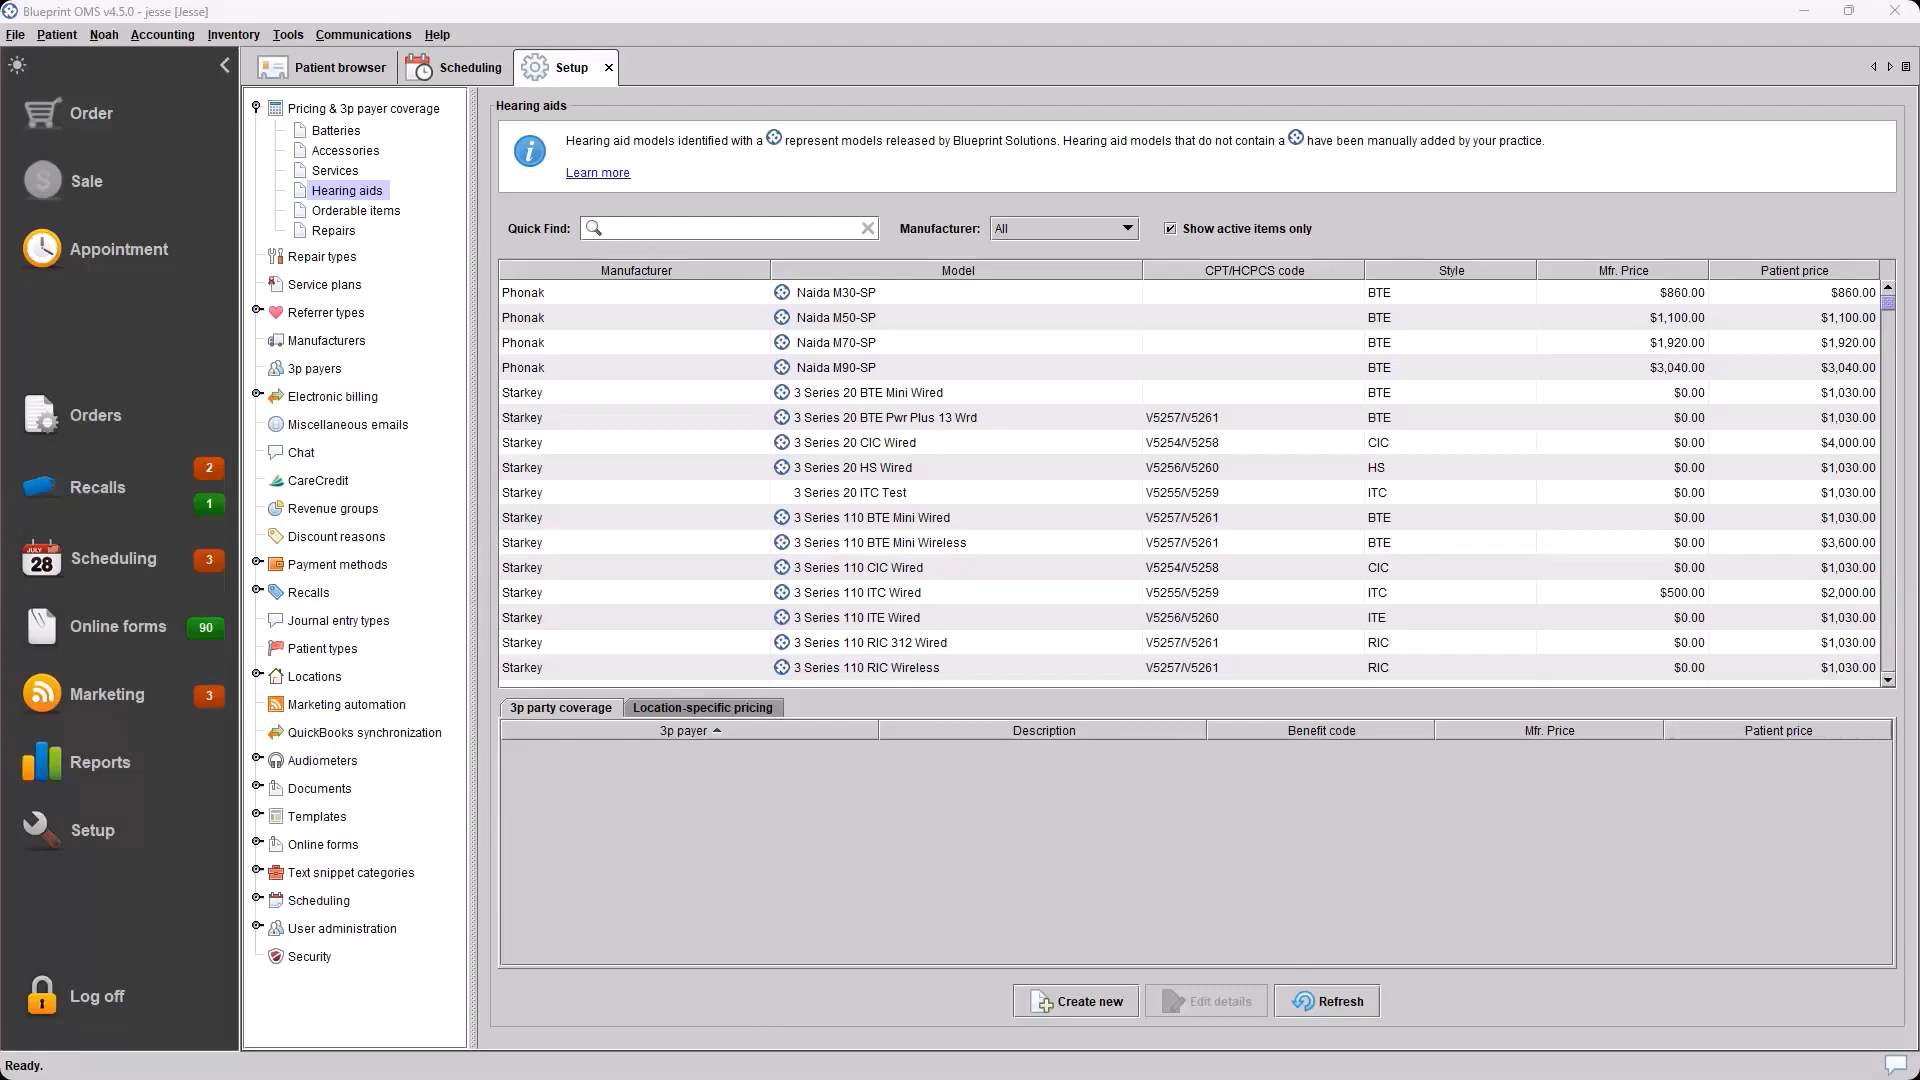 Blueprint OMS v4.5.0 - jesse [Jesse]
File Patient Noah Accounting Inventory Tools Communications Help
Patient browser Scheduling Setup
Order
Sale
Appointment
Orders
Recalls 2 1
JULY 28 Scheduling 3
Online forms 90
Marketing 3
Reports
Setup
Log off
Pricing & 3p payer coverage
Batteries
Accessories
Services
Hearing aids
Orderable items
Repairs
Repair types
Service plans
Referrer types
Manufacturers
3p payers
Electronic billing
Miscellaneous emails
Chat
CareCredit
Revenue groups
Discount reasons
Payment methods
Recalls
Journal entry types
Patient types
Locations
Marketing automation
QuickBooks synchronization
Audiometers
Documents
Templates
Online forms
Text snippet categories
Scheduling
User administration
Security
Hearing aids
Hearing aid models identified with a represent models released by Blueprint Solutions. Hearing aid models that do not contain a have been manually added by your practice.
Learn more
Quick Find: Manufacturer: All Show active items only
Manufacturer Model CPT/HCPCS code Style Mfr. Price Patient price
Phonak Naida M30-SP BTE $860.00 $860.00
Phonak Naida M50-SP BTE $1,100.00 $1,100.00
Phonak Naida M70-SP BTE $1,920.00 $1,920.00
Phonak Naida M90-SP BTE $3,040.00 $3,040.00
Starkey 3 Series 20 BTE Mini Wired BTE $0.00 $1,030.00
Starkey 3 Series 20 BTE Pwr Plus 13 Wrd V5257/V5261 BTE $0.00 $1,030.00
Starkey 3 Series 20 CIC Wired V5254/V5258 CIC $0.00 $4,000.00
Starkey 3 Series 20 HS Wired V5256/V5260 HS $0.00 $1,030.00
Starkey 3 Series 20 ITC Test V5255/V5259 ITC $0.00 $1,030.00
Starkey 3 Series 110 BTE Mini Wired V5257/V5261 BTE $0.00 $1,030.00
Starkey 3 Series 110 BTE Mini Wireless V5257/V5261 BTE $0.00 $3,600.00
Starkey 3 Series 110 CIC Wired V5254/V5258 CIC $0.00 $1,030.00
Starkey 3 Series 110 ITC Wired V5255/V5259 ITC $500.00 $2,000.00
Starkey 3 Series 110 ITE Wired V5256/V5260 ITE $0.00 $1,030.00
Starkey 3 Series 110 RIC 312 Wired V5257/V5261 RIC $0.00 $1,030.00
Starkey 3 Series 110 RIC Wireless V5257/V5261 RIC $0.00 $1,030.00
3p party coverage Location-specific pricing
3p payer Description Benefit code Mfr. Price Patient price
Create new Edit details Refresh
Ready.